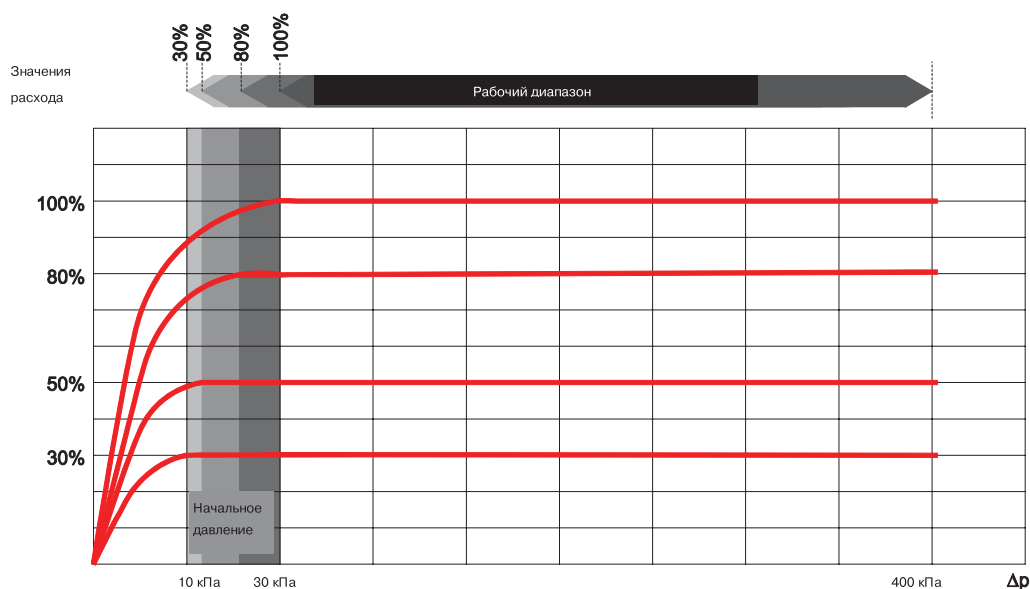 30%
50%
80%
100%
Значения
расхода
Рабочий диапазон
100%
80%
50%
30%
Начальное
давление
10 кПа
30 кПа
400 кПа
Δp